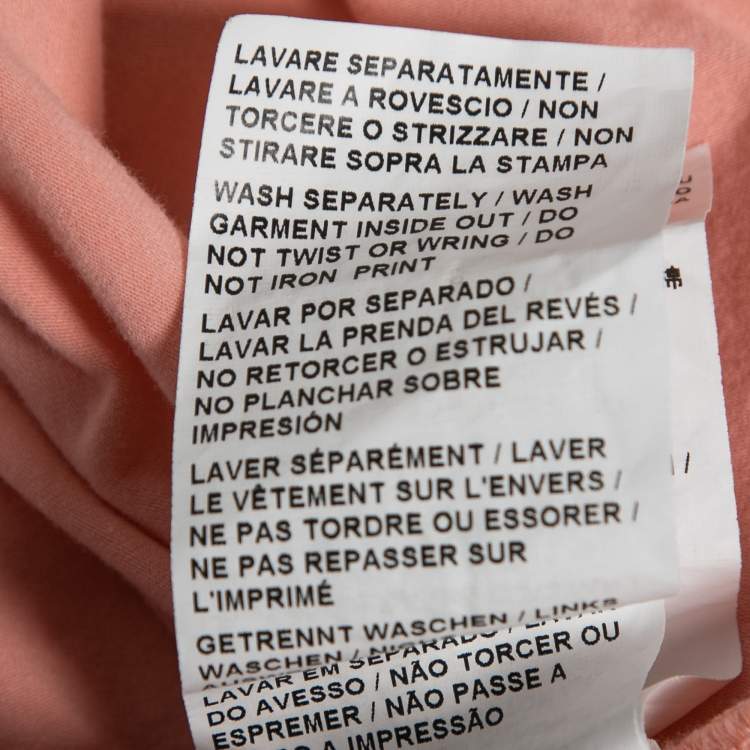 LAVARE SEPARATAMENTE /
LAVARE A ROVESCIO / NON
TORCERE O STRIZZARE / NON
STIRARE SOPRA LA STAMPA
WASH SEPARATELY / WASH
GARMENT INSIDE OUT / DO
NOT TWIST OR WRING / DO
NOT IRON PRINT
LAVAR POR SEPARADO /
LAVAR LA PRENDA DEL REVÉS /
NO RETORCER O ESTRUJAR /
NO PLANCHAR SOBRE
IMPRESIÓN
LAVER SÉPARÉMENT / LAVER
LE VÊTEMENT SUR L'ENVERS /
NE PAS TORDRE OU ESSORER /
NE PAS REPASSER SUR
L'IMPRIMÉ
GETRENNT WASCHEN / LINKS
WASCHEN /
LAVAR EM SEPARADO /
DO AVESSO / NÃO TORCER OU
ESPREMER / NÃO PASSE A
A IMPRESSÃO